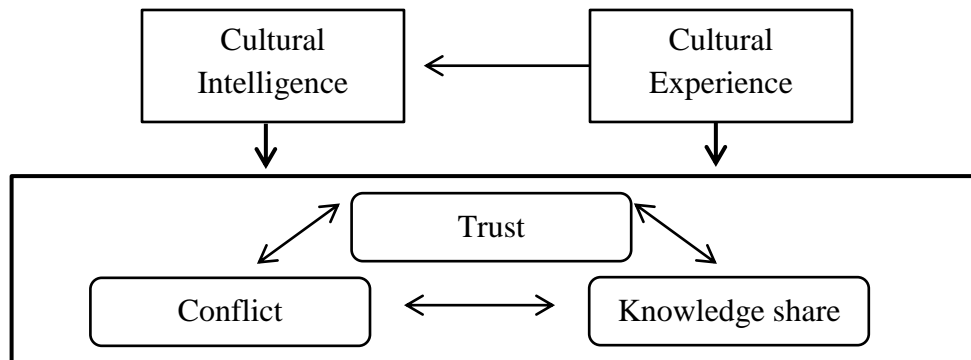 Cultural
Intelligence
Cultural
Experience
Trust
Conflict
Knowledge share